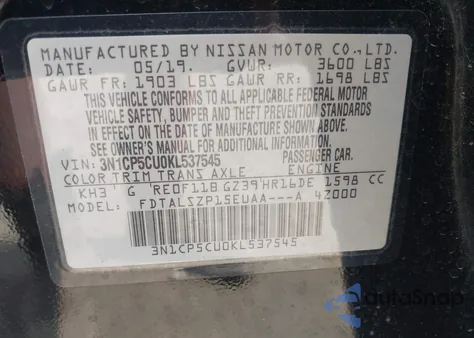 MANUFACTURED BY NISSAN MOTOR CO., LTD.
DATE: 05/19. GVWR: 3600 LBS
GAWR FR: 1903 LBS GAWR RR: 1698 LBS
THIS VEHICLE CONFORMS TO ALL APPLICABLE FEDERAL MOTOR
VEHICLE SAFETY, BUMPER AND THEFT PREVENTION STANDARDS
IN EFFECT ON THE DATE OF MANUFACTURE SHOWN ABOVE.
SEE OWNER'S MANUAL FOR ADDITIONAL INFORMATION.
VIN: 3N1CP5CU0KL537545 PASSENGER CAR.
COLOR TRIM TRANS AXLE ENGINE
KH3 G RE0F11B GZ39 HR16DE 1598 CC
MODEL: FDTALSZP15EUAA---A 4Z000
3N1CP5CU0KL537545
autoSnap